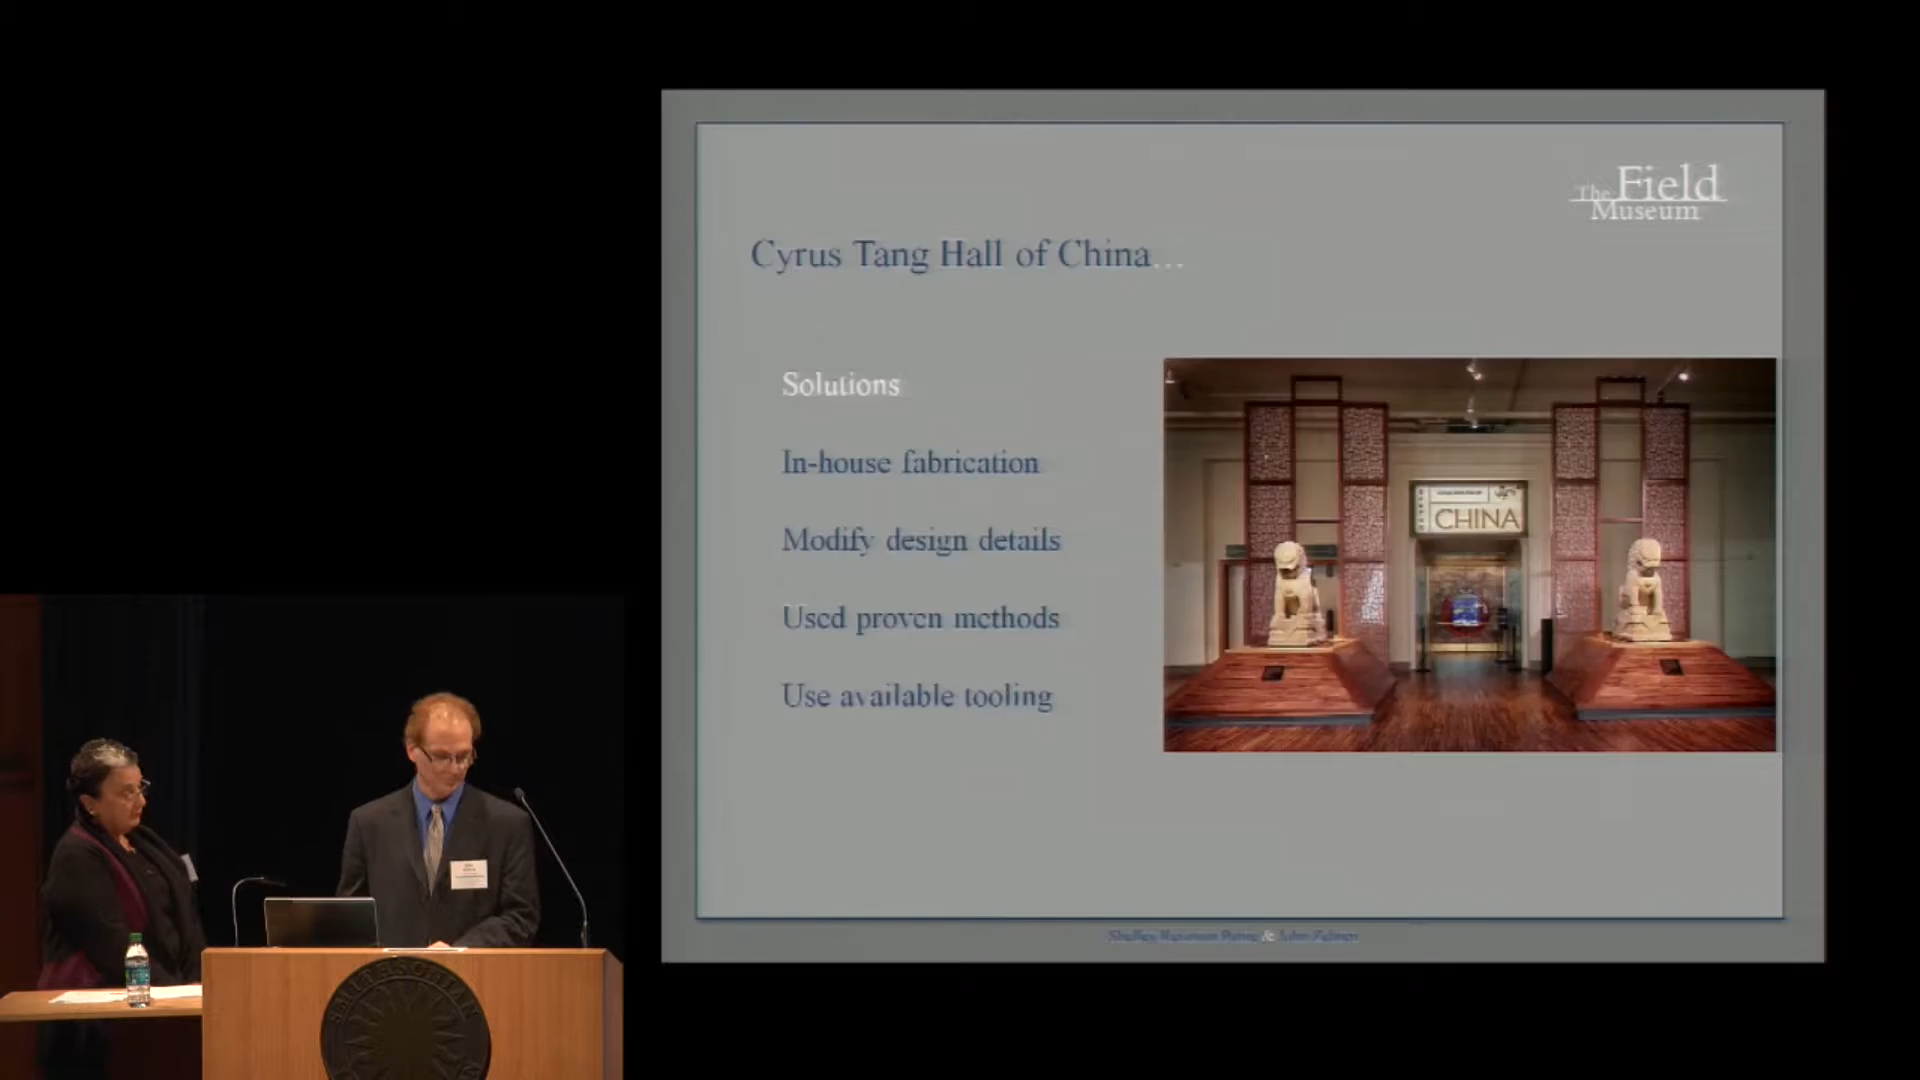 The Field
Museum
Cyrus Tang Hall of China...
Solutions
In-house fabrication
Modify design details
Used proven methods
Use available tooling
CHINA
SMITHSONIAN